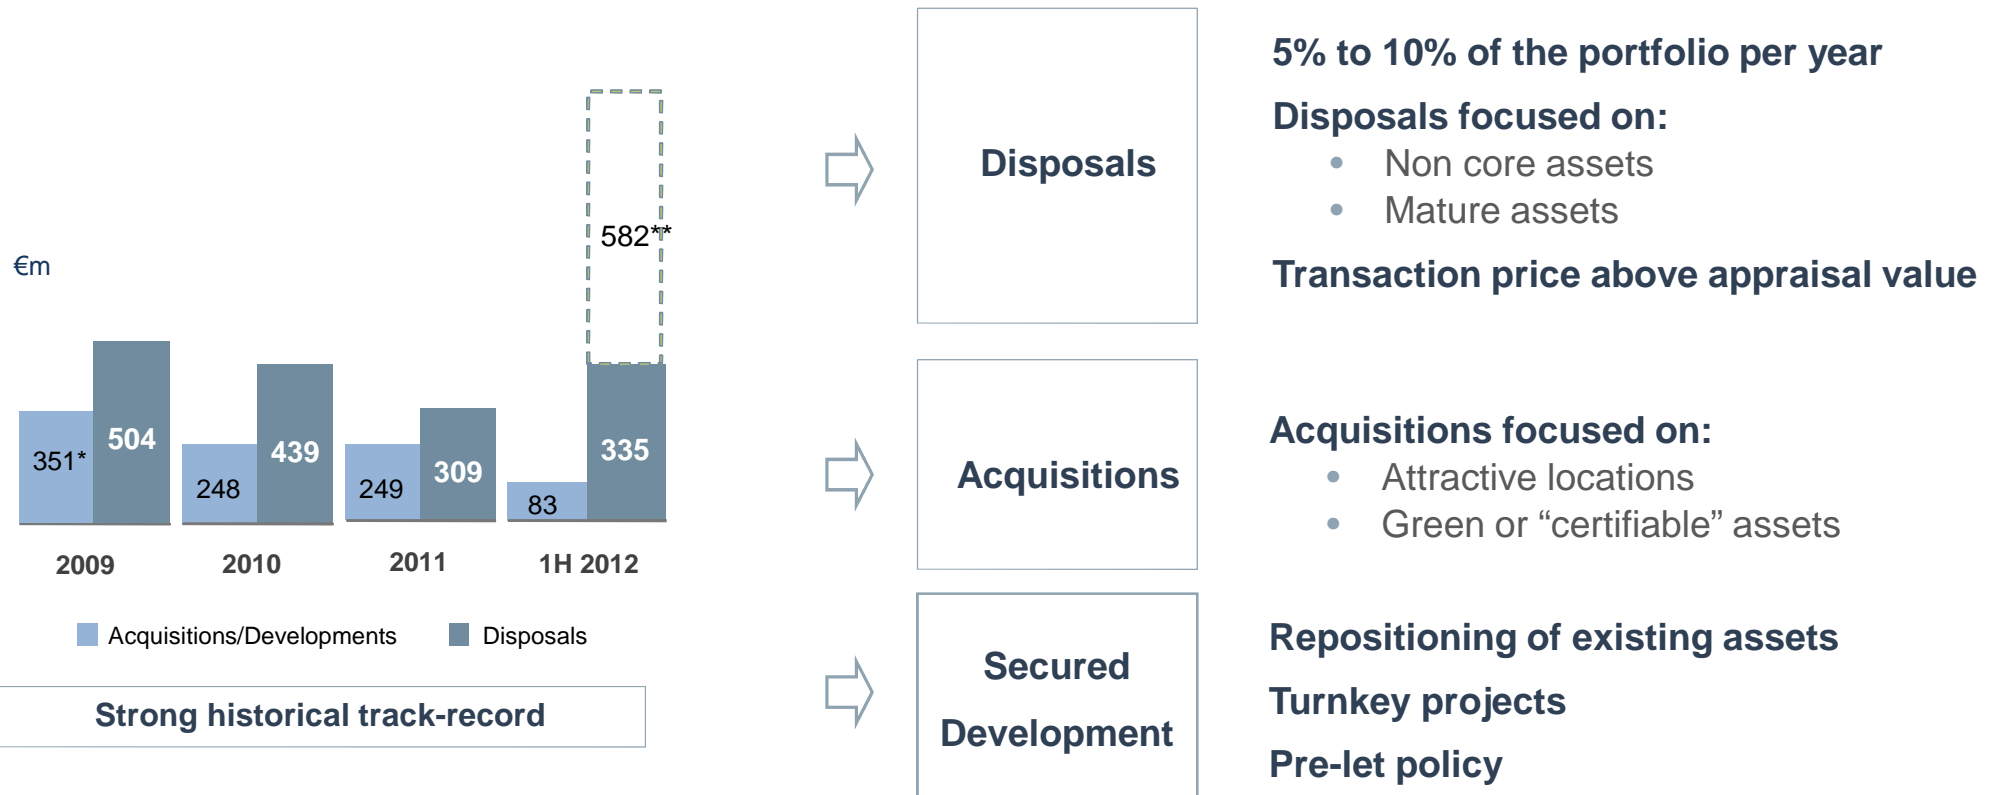 €m
582**
351*
504
248
439
249
309
83
335
2009
2010
2011
1H 2012
Acquisitions/Developments
Disposals
Strong historical track-record
Disposals
5% to 10% of the portfolio per year
Disposals focused on:
• Non core assets
• Mature assets
Transaction price above appraisal value
Acquisitions
Acquisitions focused on:
• Attractive locations
• Green or “certifiable” assets
Secured
Development
Repositioning of existing assets
Turnkey projects
Pre-let policy